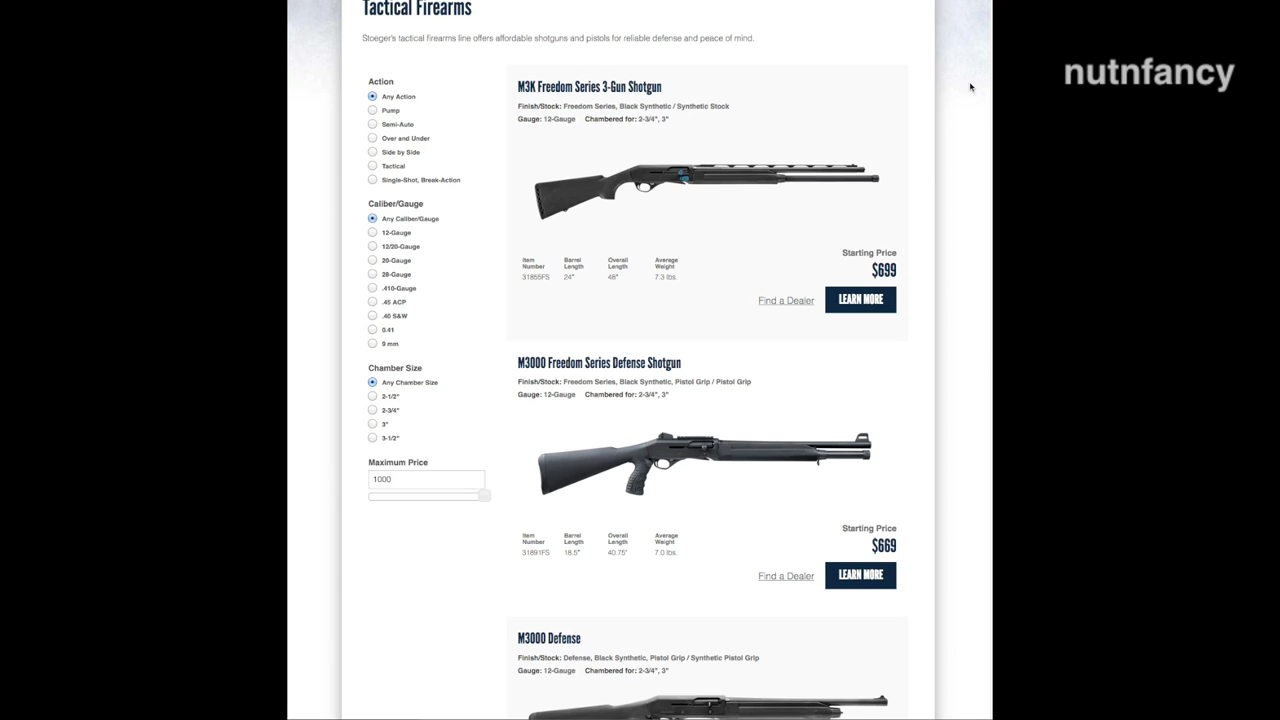 Tactical Firearms
nutnfancy
Stoeger's tactical firearms line offers affordable shotguns and pistols for reliable defense and peace of mind.
Action
Any Action
Pump
Semi-Auto
Over and Under
Side by Side
Tactical
Single-Shot, Break-Action
Caliber/Gauge
Any Caliber/Gauge
12-Gauge
12/20-Gauge
20-Gauge
28-Gauge
.410-Gauge
.45 ACP
.40 S&W
0.41
9 mm
Chamber Size
Any Chamber Size
2-1/2"
2-3/4"
3"
3-1/2"
Maximum Price
1000
M3K Freedom Series 3-Gun Shotgun
Finish/Stock: Freedom Series, Black Synthetic / Synthetic Stock
Gauge: 12-Gauge Chambered for: 2-3/4", 3"
Item Number Barrel Length Overall Length Average Weight
31855FS 24" 48" 7.3 lbs.
Starting Price
$699
Find a Dealer LEARN MORE
M3000 Freedom Series Defense Shotgun
Finish/Stock: Freedom Series, Black Synthetic, Pistol Grip / Pistol Grip
Gauge: 12-Gauge Chambered for: 2-3/4", 3"
Item Number Barrel Length Overall Length Average Weight
31891FS 18.5" 40.75" 7.0 lbs.
Starting Price
$669
Find a Dealer LEARN MORE
M3000 Defense
Finish/Stock: Defense, Black Synthetic, Pistol Grip / Synthetic Pistol Grip
Gauge: 12-Gauge Chambered for: 2-3/4", 3"